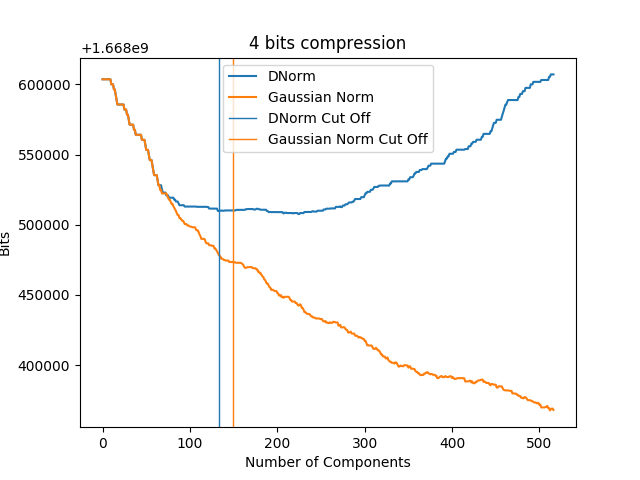 4 bits compression
+1.668e9
600000
550000
500000
450000
400000
Bits
DNorm
Gaussian Norm
DNorm Cut Off
Gaussian Norm Cut Off
0 100 200 300 400 500
Number of Components